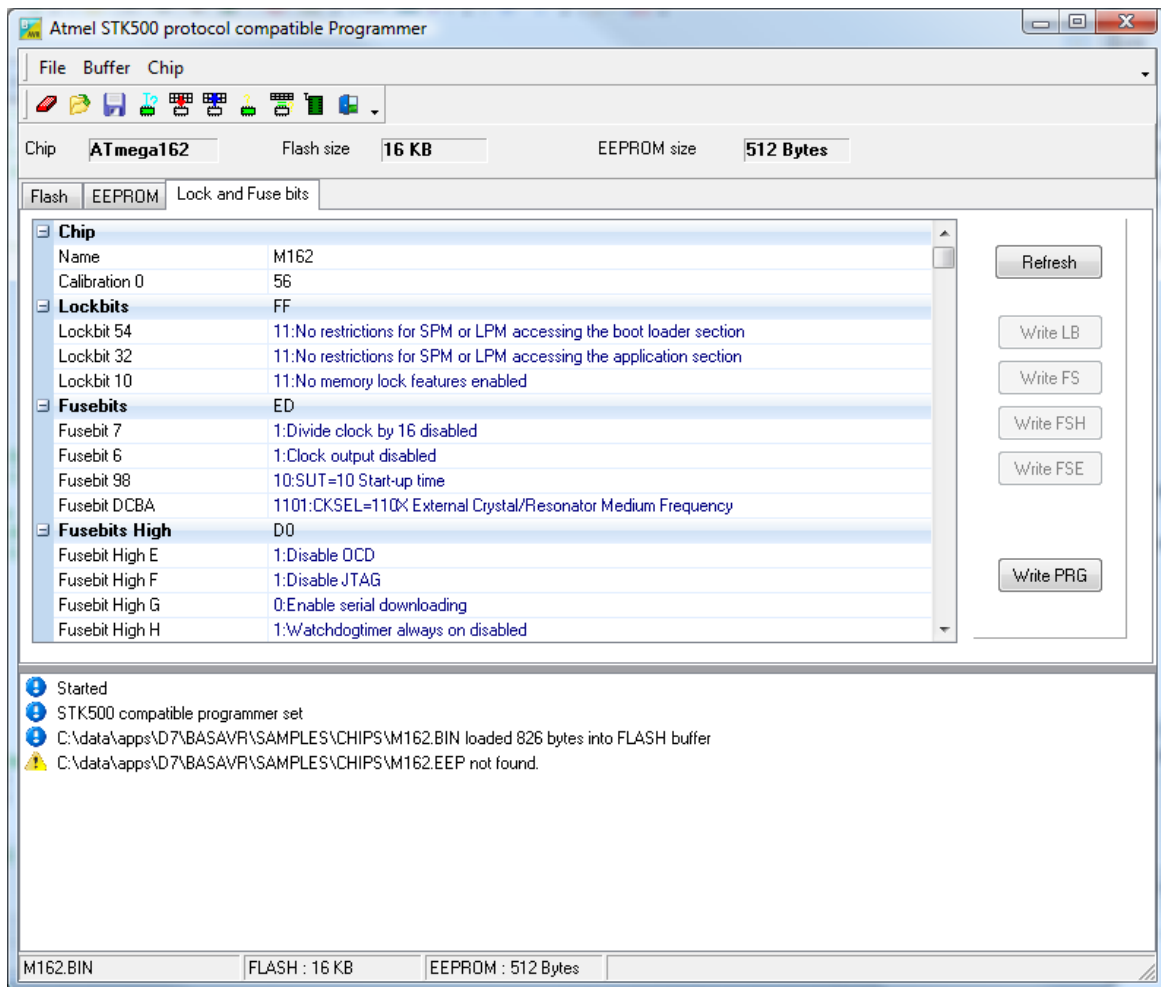 Atmel STK500 protocol compatible Programmer
File Buffer Chip
Chip ATmega162 Flash size 16 KB EEPROM size 512 Bytes
Flash EEPROM Lock and Fuse bits
Chip
Name M162
Calibration 0 56
Lockbits FF
Lockbit 54 11:No restrictions for SPM or LPM accessing the boot loader section
Lockbit 32 11:No restrictions for SPM or LPM accessing the application section
Lockbit 10 11:No memory lock features enabled
Fusebits ED
Fusebit 7 1:Divide clock by 16 disabled
Fusebit 6 1:Clock output disabled
Fusebit 98 10:SUT=10 Start-up time
Fusebit DCBA 1101:CKSEL=110X External Crystal/Resonator Medium Frequency
Fusebits High D0
Fusebit High E 1:Disable OCD
Fusebit High F 1:Disable JTAG
Fusebit High G 0:Enable serial downloading
Fusebit High H 1:Watchdogtimer always on disabled
Refresh
Write LB
Write FS
Write FSH
Write FSE
Write PRG
Started
STK500 compatible programmer set
C:\data\apps\D7\BASAVR\SAMPLES\CHIPS\M162.BIN loaded 826 bytes into FLASH buffer
C:\data\apps\D7\BASAVR\SAMPLES\CHIPS\M162.EEP not found.
M162.BIN FLASH : 16 KB EEPROM : 512 Bytes